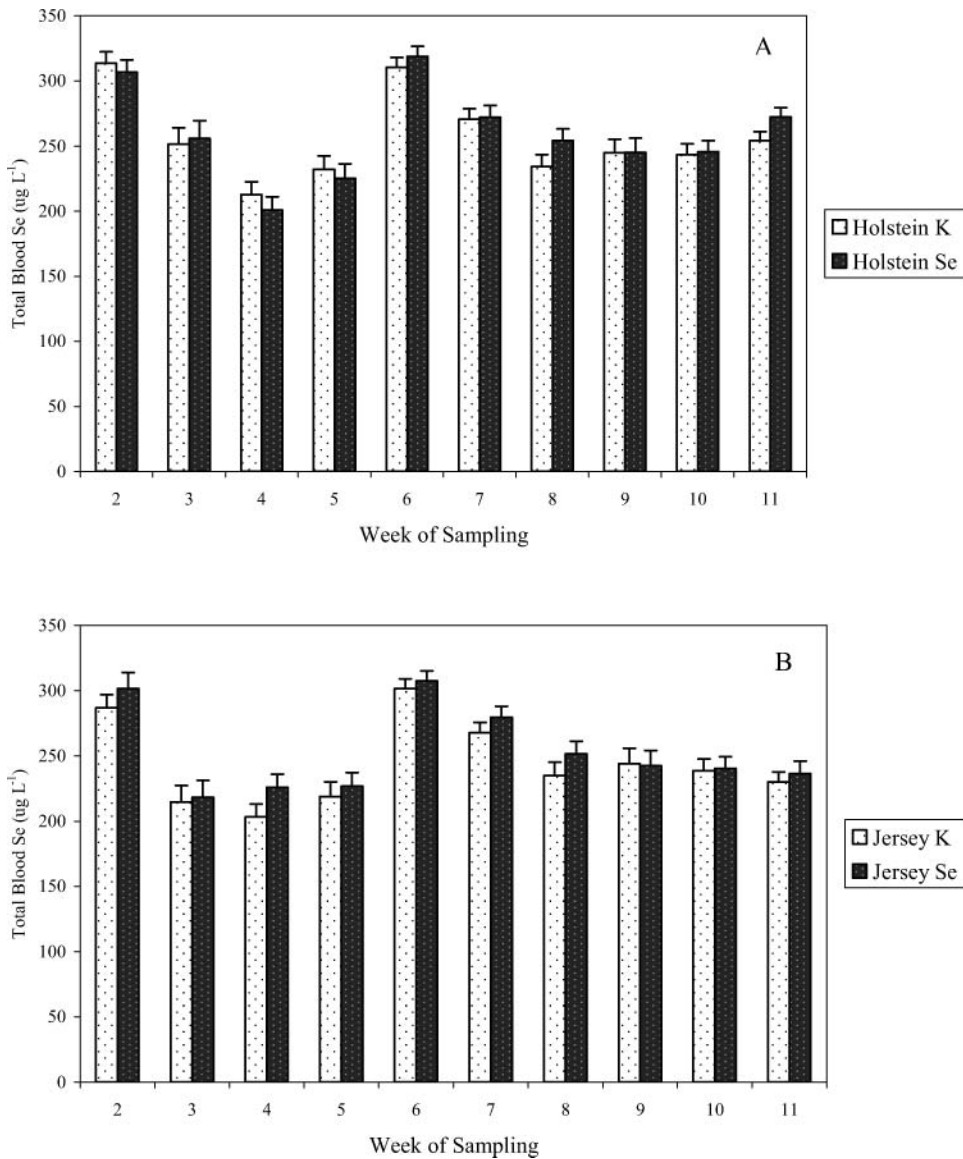 350
300
250
200
150
100
50
0
Total Blood Se (ug L-1)
A
2 3 4 5 6 7 8 9 10 11
Week of Sampling
Holstein K
Holstein Se
350
300
250
200
150
100
50
0
Total Blood Se (ug L-1)
B
2 3 4 5 6 7 8 9 10 11
Week of Sampling
Jersey K
Jersey Se